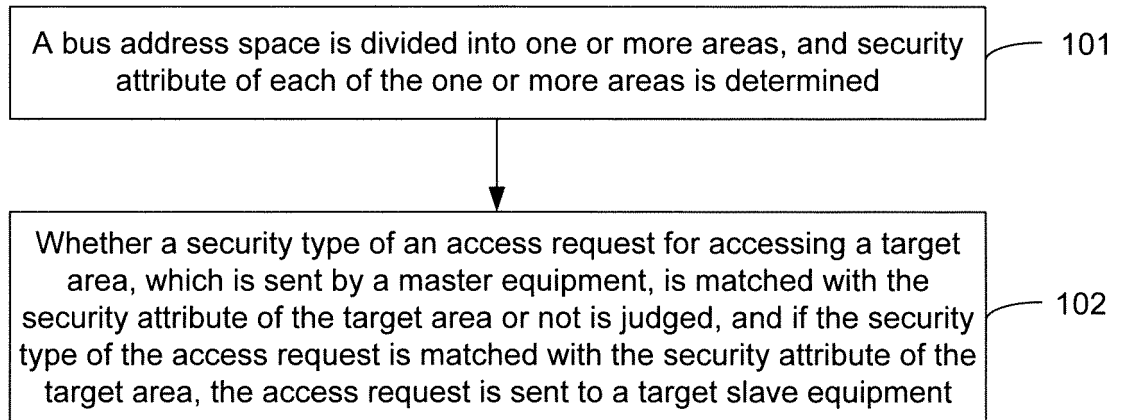 A bus address space is divided into one or more areas, and security
attribute of each of the one or more areas is determined
101
Whether a security type of an access request for accessing a target
area, which is sent by a master equipment, is matched with the
security attribute of the target area or not is judged, and if the security
type of the access request is matched with the security attribute of the
target area, the access request is sent to a target slave equipment
102